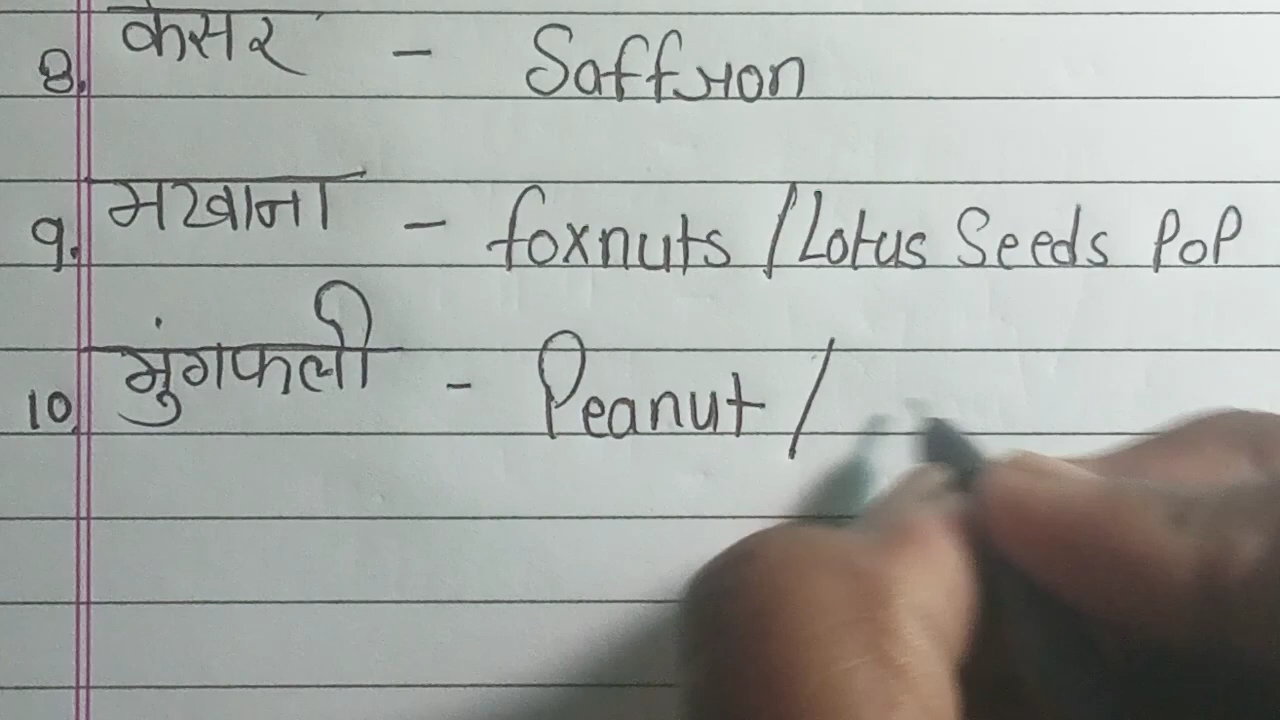 8. केसर - Saffron
9. मखाना - foxnuts / Lotus Seeds PoP
10. मुंगफली - Peanut /